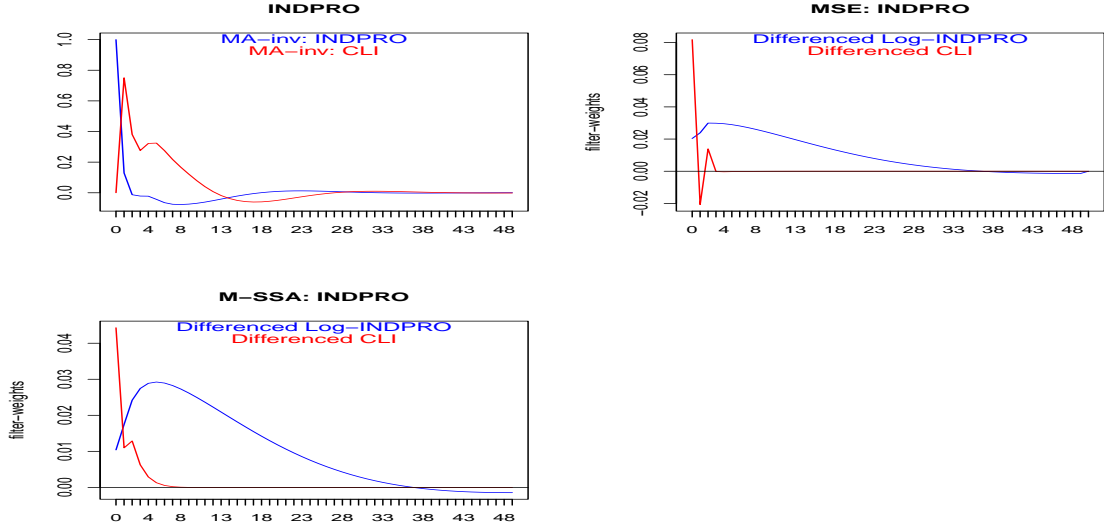 INDPRO
MA−inv: INDPRO
MA−inv: CLI
0.0 0.2 0.4 0.6 0.8 1.0
0 4 8 13 18 23 28 33 38 43 48
MSE: INDPRO
Differenced Log−INDPRO
Differenced CLI
filter−weights
−0.02 0.00 0.02 0.04 0.06 0.08
0 4 8 13 18 23 28 33 38 43 48
M−SSA: INDPRO
Differenced Log−INDPRO
Differenced CLI
filter−weights
0.00 0.01 0.02 0.03 0.04
0 4 8 13 18 23 28 33 38 43 48